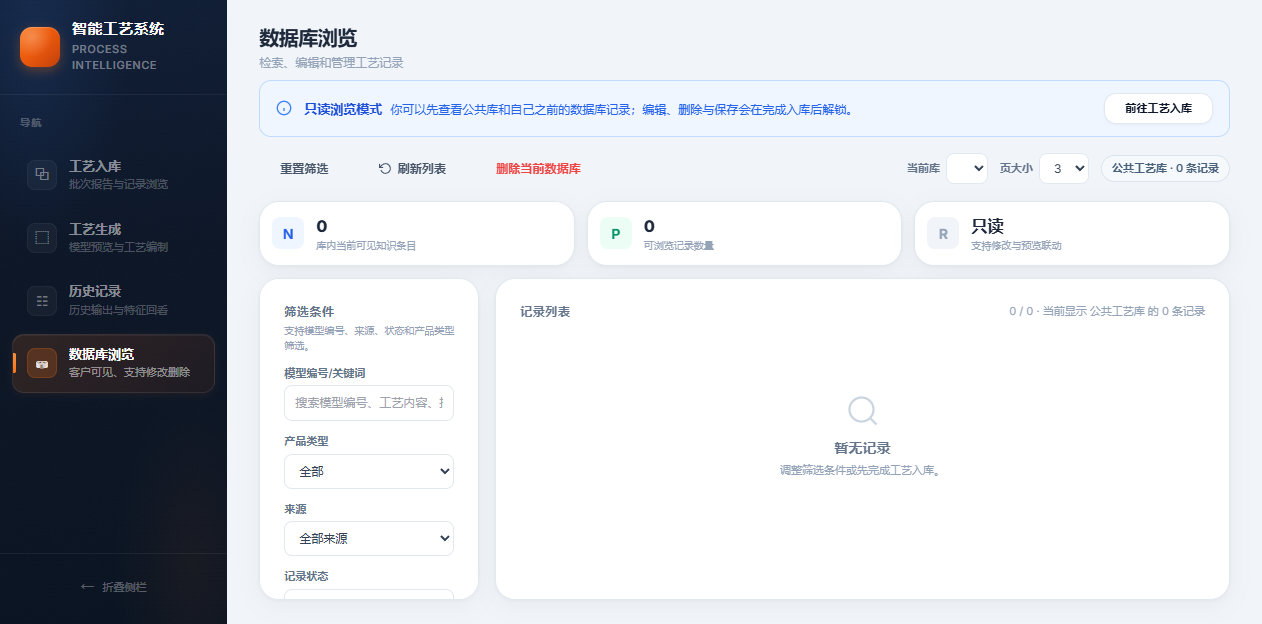 智能工艺系统
PROCESS
INTELLIGENCE
导航
工艺入库
批次报告与记录浏览
工艺生成
模型预览与工艺编制
历史记录
历史输出与特征回看
数据库浏览
客户可见、支持修改删除
← 折叠侧栏
数据库浏览
检索、编辑和管理工艺记录
只读浏览模式 你可以先查看公共库和自己之前的数据库记录；编辑、删除与保存会在完成入库后解锁。
前往工艺入库
重置筛选 刷新列表 删除当前数据库 当前库 页大小 3 公共工艺库 · 0 条记录
N 0
库内当前可见知识条目
P 0
可浏览记录数量
R 只读
支持修改与预览联动
筛选条件
支持模型编号、来源、状态和产品类型
筛选。
模型编号/关键词
搜索模型编号、工艺内容、
产品类型
全部
来源
全部来源
记录状态
记录列表 0 / 0 · 当前显示 公共工艺库 的 0 条记录
暂无记录
调整筛选条件或先完成工艺入库。